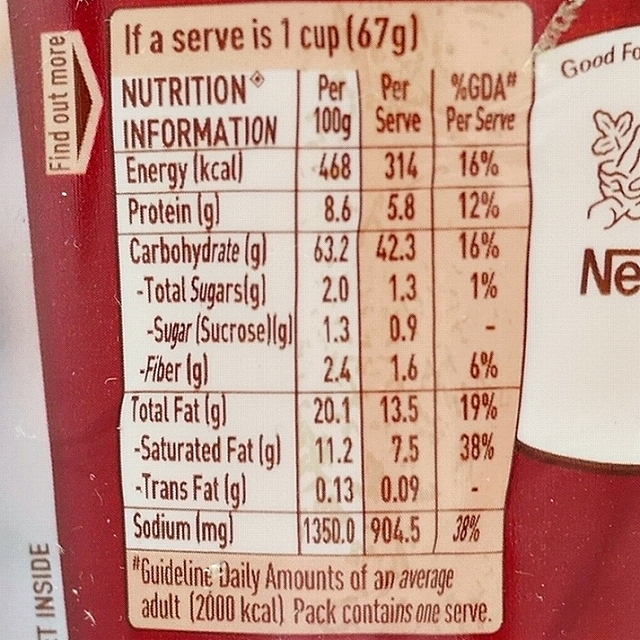 Find out more
If a serve is 1 cup (67g)
NUTRITION◈ INFORMATION Per 100g Per Serve %GDA# Per Serve
Energy (kcal) 468 314 16%
Protein (g) 8.6 5.8 12%
Carbohydrate (g) 63.2 42.3 16%
-Total Sugars(g) 2.0 1.3 1%
-Sugar (Sucrose)(g) 1.3 0.9 -
-Fiber (g) 2.4 1.6 6%
Total Fat (g) 20.1 13.5 19%
-Saturated Fat (g) 11.2 7.5 38%
-Trans Fat (g) 0.13 0.09 -
Sodium (mg) 1350.0 904.5 38%
#Guideline Daily Amounts of an average
adult (2000 kcal) Pack contains one serve.
Good Fo
Ne
T INSIDE